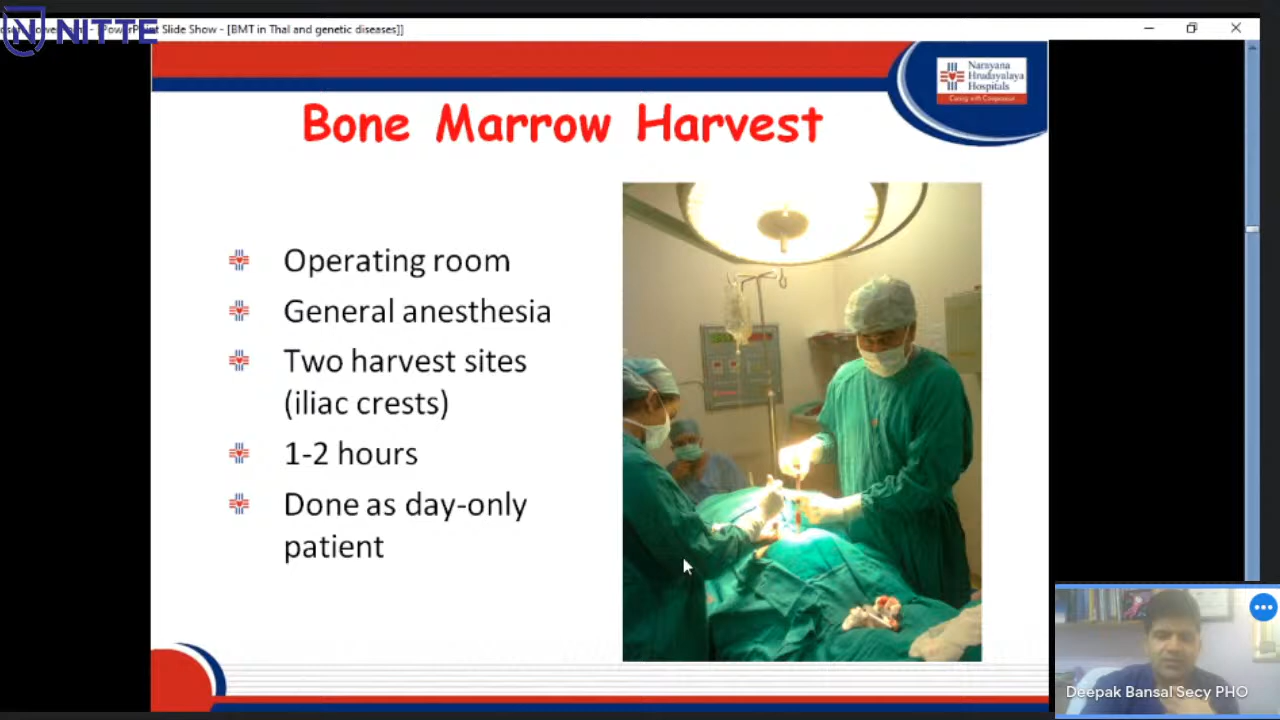 PowerPoint Slide Show - [BMT in Thal and genetic diseases]]
NITTE
Narayana
Hrudayalaya
Hospitals
Caring with Compassion
Bone Marrow Harvest
Operating room
General anesthesia
Two harvest sites
(iliac crests)
1-2 hours
Done as day-only
patient
Deepak Bansal Secy PHO